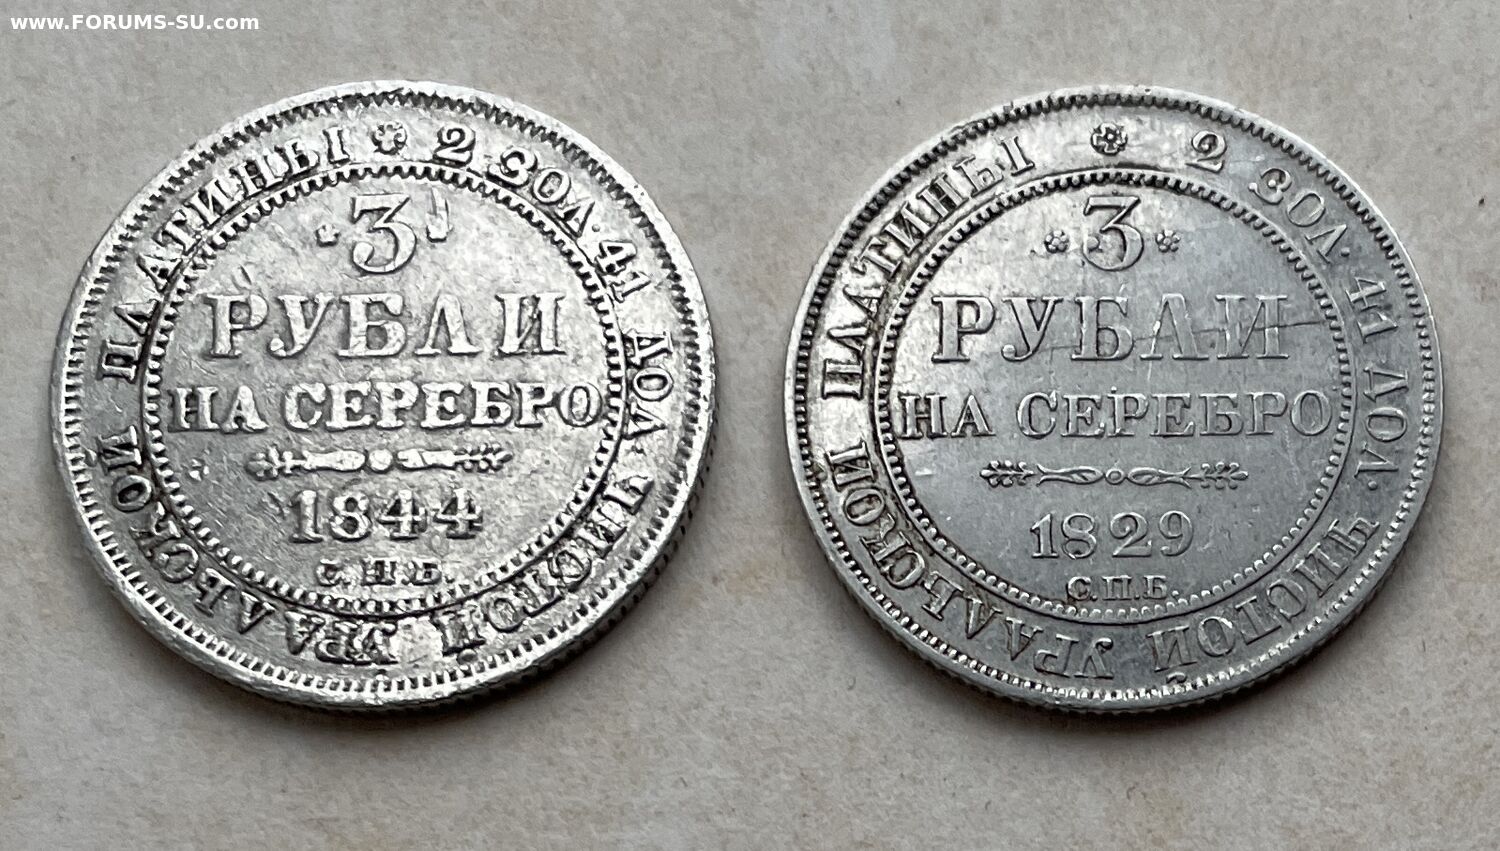 www.FORUMS-SU.com
2 ЗОЛ. 41 ДОЛ. ЧИСТОЙ УРАЛЬСКОЙ ПЛАТИНЫ
3
РУБЛИ
НА СЕРЕБРО
1844
С.П.Б.
2 ЗОЛ. 41 ДОЛ. ЧИСТОЙ УРАЛЬСКОЙ ПЛАТИНЫ
3
РУБЛИ
НА СЕРЕБРО
1829
С.П.Б.